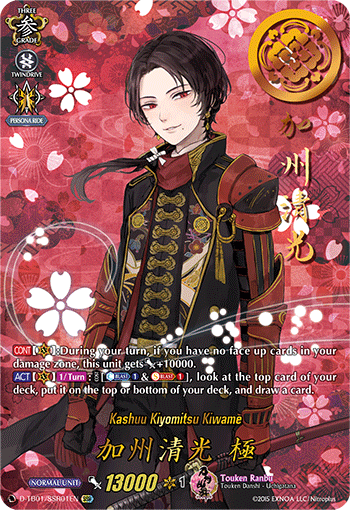 THREE
参
GRADE
TWINDRIVE
PERSONA RIDE
加州清光
CONT【】:During your turn, if you have no face up cards in your
damage zone, this unit gets +10000.
ACT【】1/Turn :【BLAST 1 & BLAST 1】, look at the top card of your
deck, put it on the top or bottom of your deck, and draw a card.
Kashuu Kiyomitsu Kiwame
加州清光 極
NORMAL UNIT
13000
1
Touken Ranbu
Touken Danshi - Uchigatana
D-TB01/SSR01EN
©2015 EXNOA LLC/Nitroplus